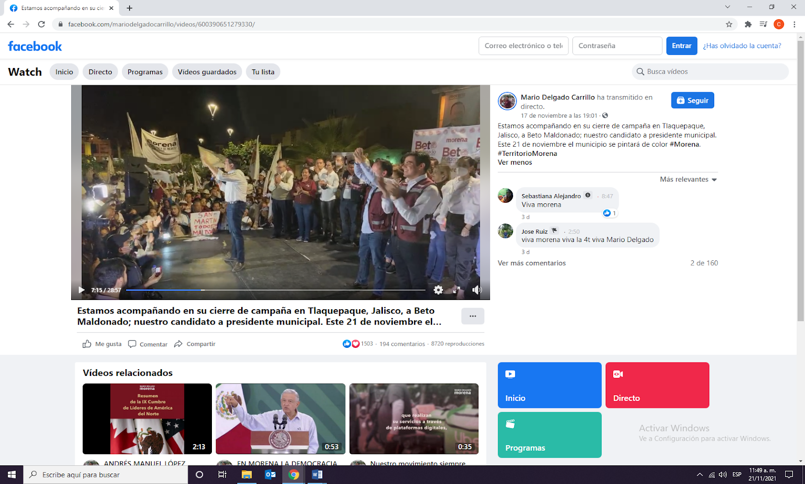 Estamos acompañando en su cie
facebook.com/mariodelgadocarrillo/videos/600390651279330/
facebook
Correo electrónico o telé
Contraseña
Entrar
¿Has olvidado la cuenta?
Watch
Inicio
Directo
Programas
Vídeos guardados
Tu lista
Busca vídeos
morena
Bet
morena
Bet
7:15 / 28:57
Mario Delgado Carrillo ha transmitido en
directo.
17 de noviembre a las 19:01
Seguir
Estamos acompañando en su cierre de campaña en Tlaquepaque,
Jalisco, a Beto Maldonado; nuestro candidato a presidente municipal.
Este 21 de noviembre el municipio se pintará de color #Morena.
#TerritorioMorena
Ver menos
Más relevantes
Sebastiana Alejandro · 0:47
Viva morena
1
3 d
Jose Ruiz · 2:50
viva morena viva la 4t viva Mario Delgado
3 d
Ver más comentarios
2 de 160
Estamos acompañando en su cierre de campaña en Tlaquepaque, Jalisco, a Beto
Maldonado; nuestro candidato a presidente municipal. Este 21 de noviembre el...
Me gusta
Comentar
Compartir
1503 · 194 comentarios · 8720 reproducciones
Vídeos relacionados
Resumen
de la IX Cumbre
de Líderes de América
del Norte
2:13
0:53
que realizan
su servicios a través
de plataformas digitales.
0:35
ANDRÉS MANUEL LÓPEZ
EN MORENA LA DEMOCRACIA
Nuestro movimiento siempre
Inicio
Directo
Programas
Activar Windows
Ve a Configuración para activar Windows.
Escribe aquí para buscar
ESP
11:49 a. m.
21/11/2021